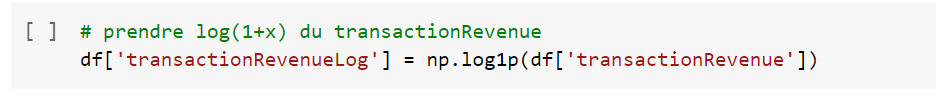 [ ] # prendre log(1+x) du transactionRevenue
df['transactionRevenueLog'] = np.log1p(df['transactionRevenue'])